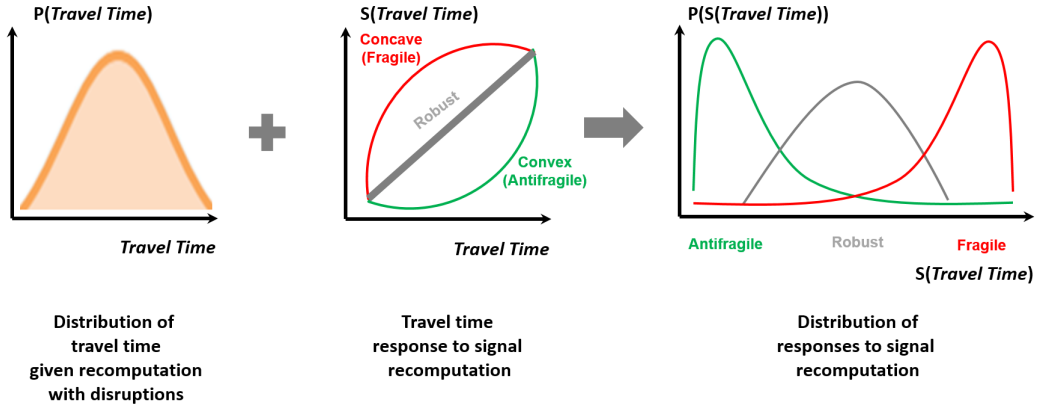 P(Travel Time)
Travel Time
Distribution of
travel time
given recomputation
with disruptions
S(Travel Time)
Concave
(Fragile)
Robust
Convex
(Antifragile)
Travel Time
Travel time
response to signal
recomputation
P(S(Travel Time))
Antifragile
Robust
Fragile
S(Travel Time)
Distribution of
responses to signal
recomputation